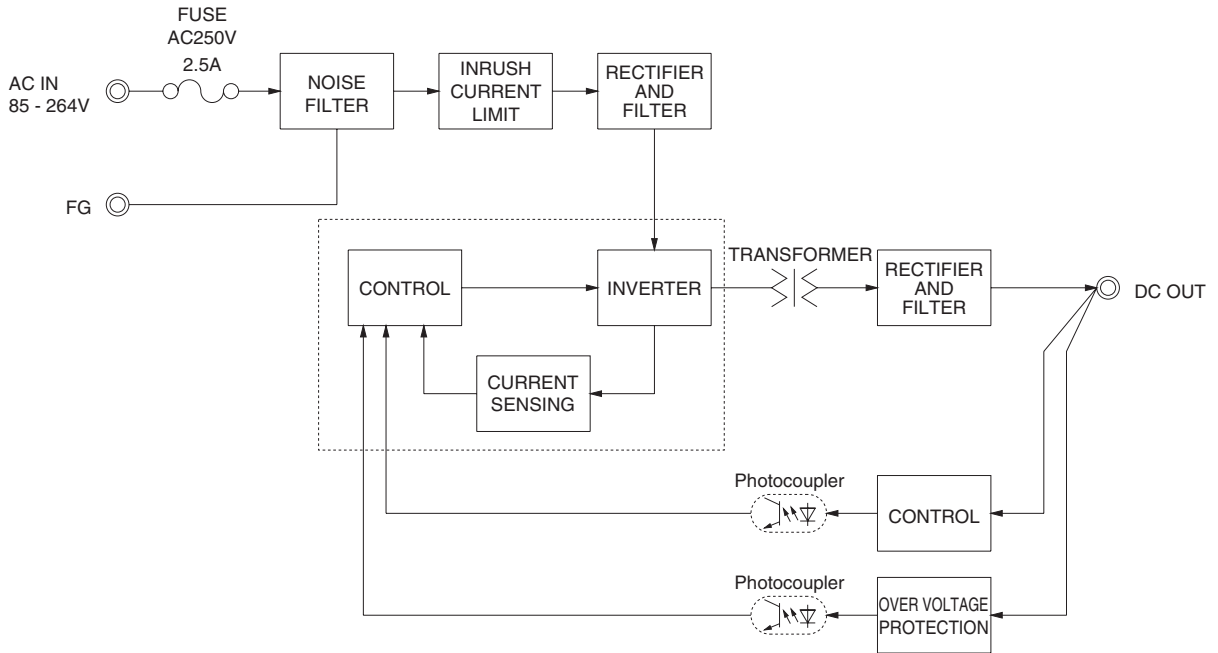 FUSE
AC250V
2.5A
AC IN
85 - 264V
NOISE
FILTER
INRUSH
CURRENT
LIMIT
RECTIFIER
AND
FILTER
FG
CONTROL
INVERTER
TRANSFORMER
RECTIFIER
AND
FILTER
DC OUT
CURRENT
SENSING
Photocoupler
CONTROL
Photocoupler
OVER VOLTAGE
PROTECTION